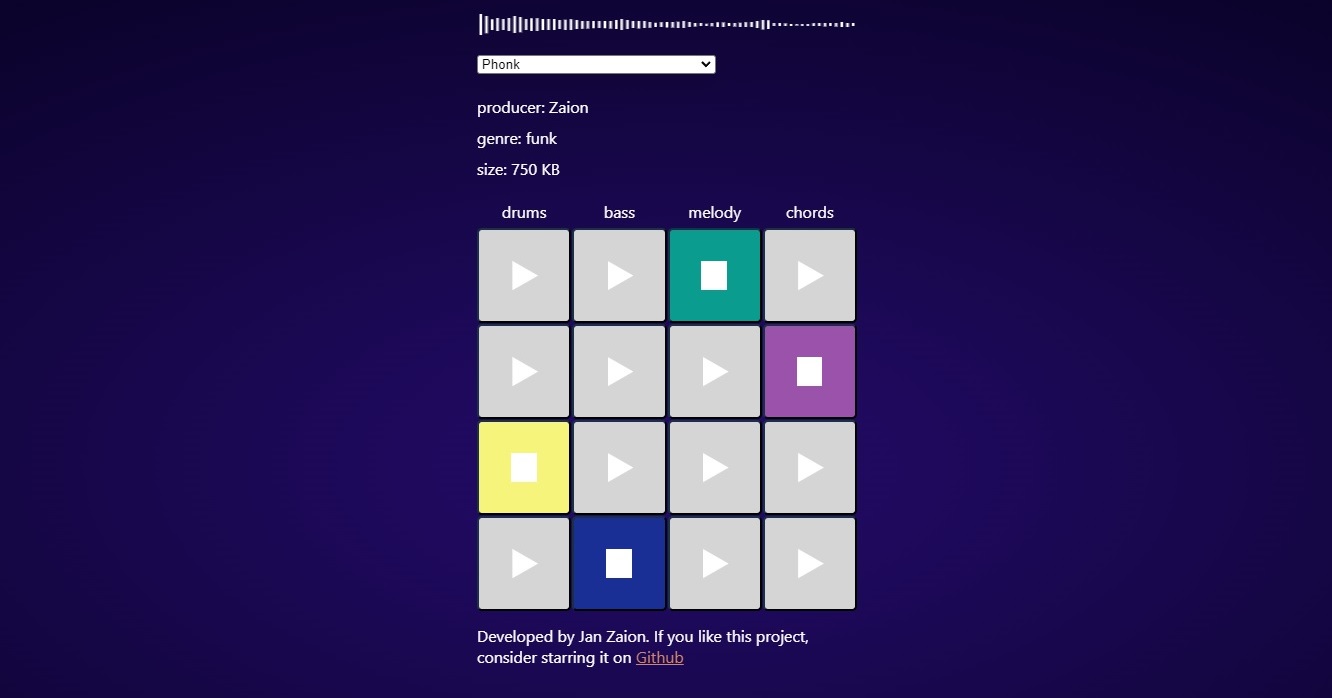 Phonk
producer: Zaion
genre: funk
size: 750 KB
drums bass melody chords
Developed by Jan Zaion. If you like this project,
consider starring it on Github